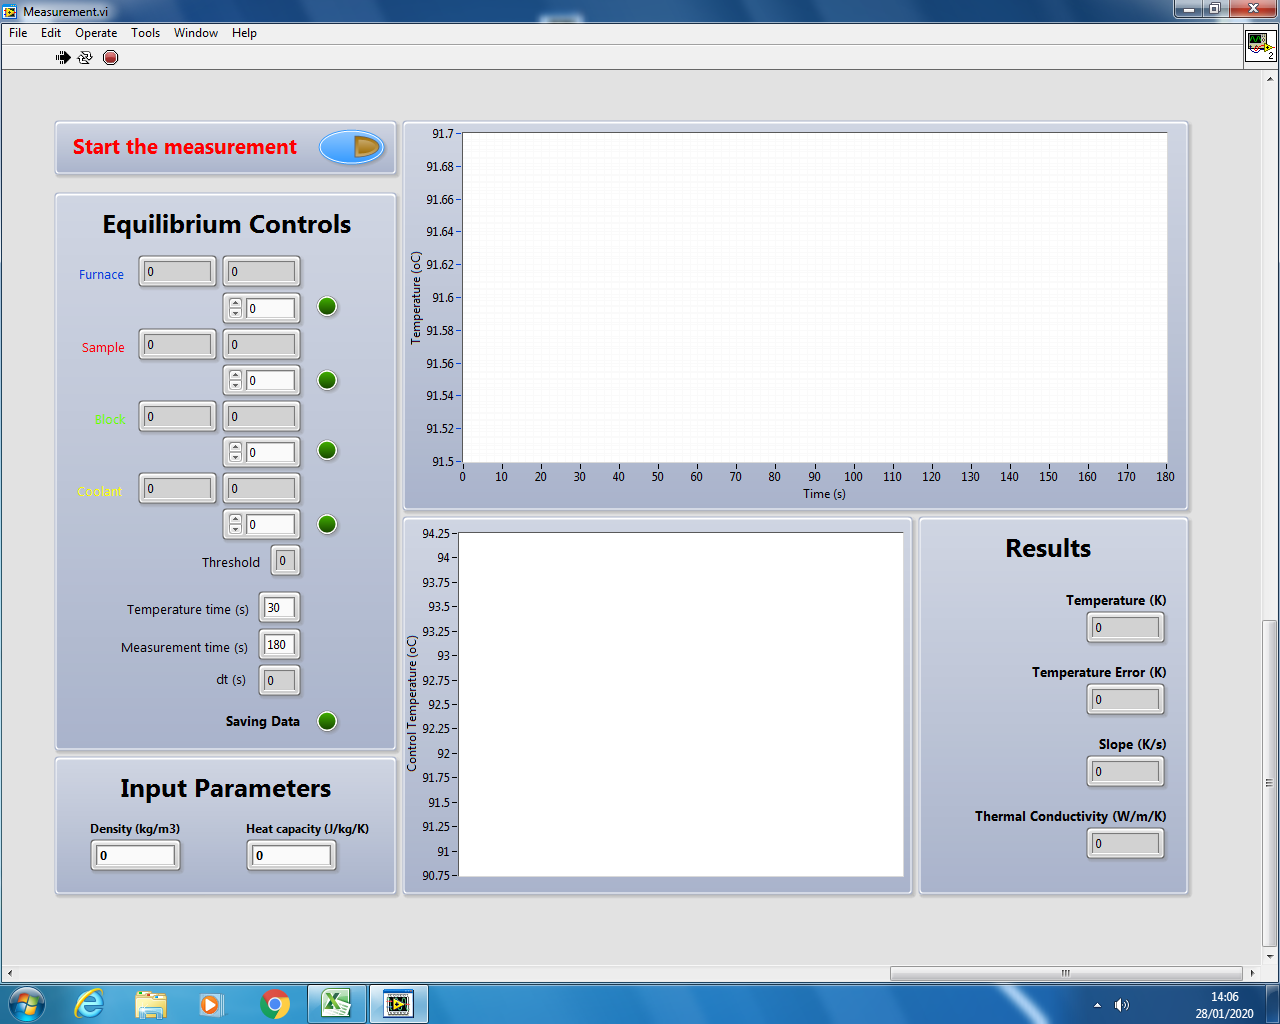 Measurement.vi
File Edit Operate Tools Window Help
2
Start the measurement
Equilibrium Controls
Furnace 0 0
0
Sample 0 0
0
Block 0 0
0
Coolant 0 0
0
Threshold 0
Temperature time (s) 30
Measurement time (s) 180
dt (s) 0
Saving Data
Input Parameters
Density (kg/m3) Heat capacity (J/kg/K)
0 0
Temperature (oC)
91.7
91.68
91.66
91.64
91.62
91.6
91.58
91.56
91.54
91.52
91.5
0 10 20 30 40 50 60 70 80 90 100 110 120 130 140 150 160 170 180
Time (s)
Control Temperature (oC)
94.25
94
93.75
93.5
93.25
93
92.75
92.5
92.25
92
91.75
91.5
91.25
91
90.75
Results
Temperature (K)
0
Temperature Error (K)
0
Slope (K/s)
0
Thermal Conductivity (W/m/K)
0
14:06
28/01/2020